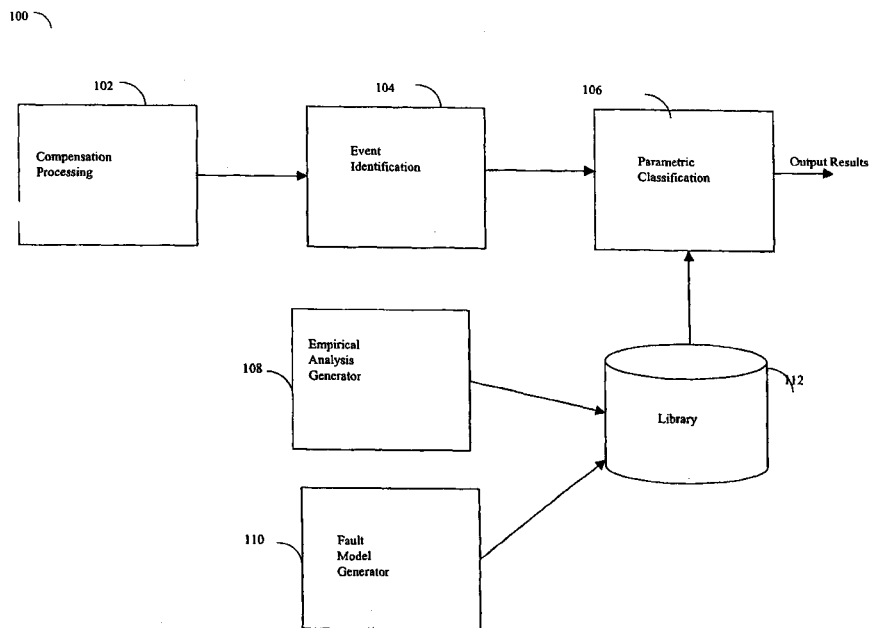 100
102
104
106
Compensation
Processing
Event
Identification
Parametric
Classification
Output Results
Empirical
Analysis
Generator
108
112
Library
110
Fault
Model
Generator